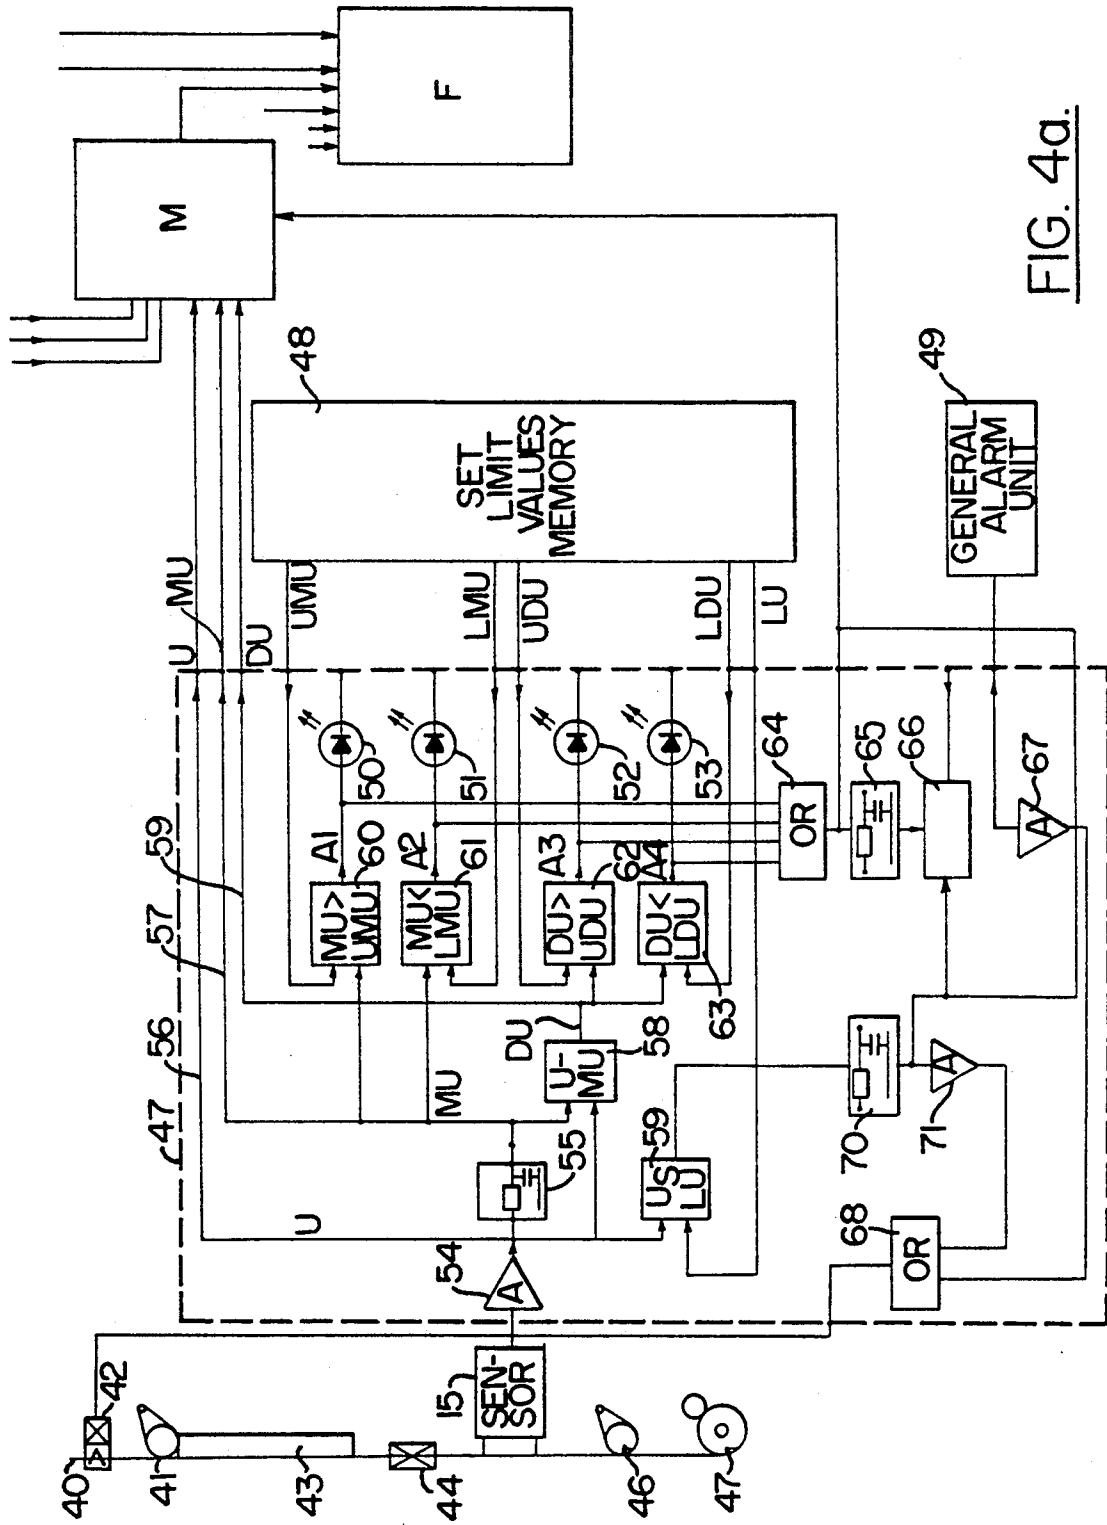 FIG. 4a.
M
F
SET
LIMIT
VALUES
MEMORY
48
GENERAL
ALARM
UNIT
49
U
MU
DU
UMU
LMU
UDU
LDU
LU
47
56
57
59
50
51
52
53
A1
A2
A3
A4
MU>
UMU
60
MU<
LMU
61
DU>
UDU
62
DU<
LDU
63
OR
64
65
66
A
67
U-
MU
58
DU
MU
U
55
A
54
U≤
LU
59
70
A
71
OR
68
SEN-
SOR
15
40
42
41
43
44
46
47